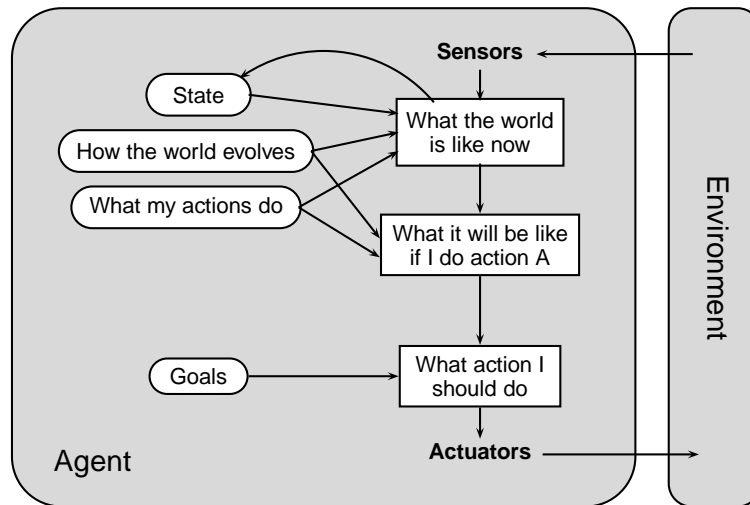 Sensors
State
What the world
is like now
How the world evolves
What my actions do
What it will be like
if I do action A
Goals
What action I
should do
Actuators
Agent
Environment